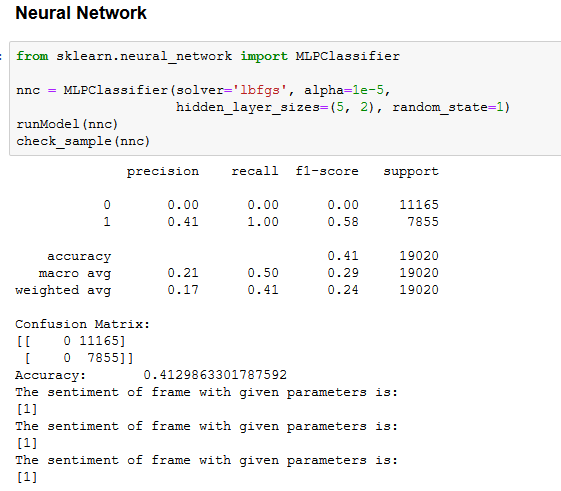 Neural Network
:
from sklearn.neural_network import MLPClassifier
nnc = MLPClassifier(solver='lbfgs', alpha=1e-5,
hidden_layer_sizes=(5, 2), random_state=1)
runModel(nnc)
check_sample(nnc)
precision    recall  f1-score   support
0       0.00      0.00      0.00     11165
1       0.41      1.00      0.58      7855
accuracy                           0.41     19020
macro avg       0.21      0.50      0.29     19020
weighted avg       0.17      0.41      0.24     19020
Confusion Matrix:
[[    0 11165]
[    0  7855]]
Accuracy:       0.4129863301787592
The sentiment of frame with given parameters is:
[1]
The sentiment of frame with given parameters is:
[1]
The sentiment of frame with given parameters is:
[1]